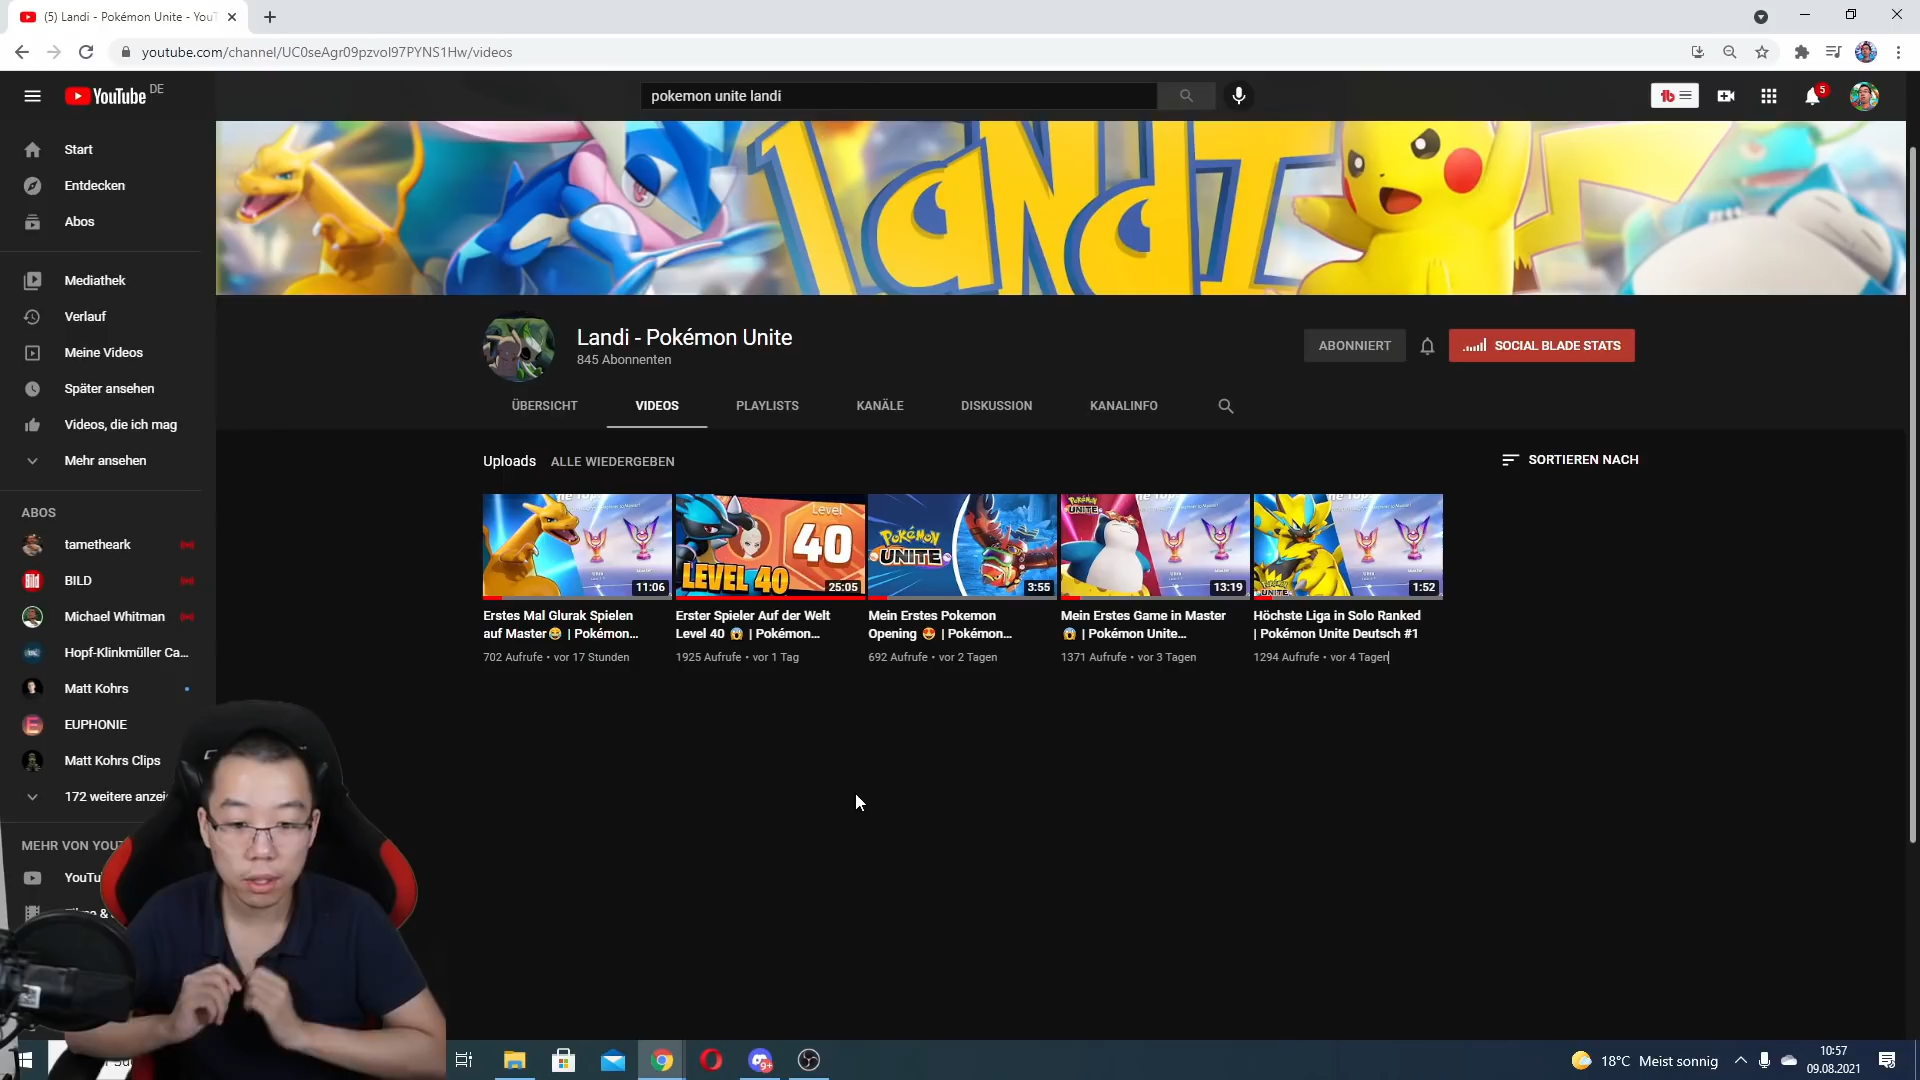 (5) Landi - Pokémon Unite - YouT
youtube.com/channel/UC0seAgr09pzvol97PYNS1Hw/videos
YouTube DE
pokemon unite landi
5
Start
Entdecken
Abos
Mediathek
Verlauf
Meine Videos
Später ansehen
Videos, die ich mag
Mehr ansehen
ABOS
tametheark
BILD
Michael Whitman
Hopf-Klinkmüller Ca...
Matt Kohrs
EUPHONIE
Matt Kohrs Clips
172 weitere anzei
MEHR VON YOUT
YouTu
LANDI
Landi - Pokémon Unite
845 Abonnenten
ABONNIERT
SOCIAL BLADE STATS
ÜBERSICHT
VIDEOS
PLAYLISTS
KANÄLE
DISKUSSION
KANALINFO
Uploads
ALLE WIEDERGEBEN
SORTIEREN NACH
11:06
Erstes Mal Glurak Spielen
auf Master😂 | Pokémon...
702 Aufrufe • vor 17 Stunden
Level
40
LEVEL 40
25:05
Erster Spieler Auf der Welt
Level 40 😱 | Pokémon...
1925 Aufrufe • vor 1 Tag
POKÉMON
UNITE
3:55
Mein Erstes Pokemon
Opening 😍 | Pokémon...
692 Aufrufe • vor 2 Tagen
POKÉMON
UNITE
13:19
Mein Erstes Game in Master
😱 | Pokémon Unite...
1371 Aufrufe • vor 3 Tagen
POKÉMON
UNITE
1:52
Höchste Liga in Solo Ranked
| Pokémon Unite Deutsch #1
1294 Aufrufe • vor 4 Tagen
18°C Meist sonnig
10:57
09.08.2021